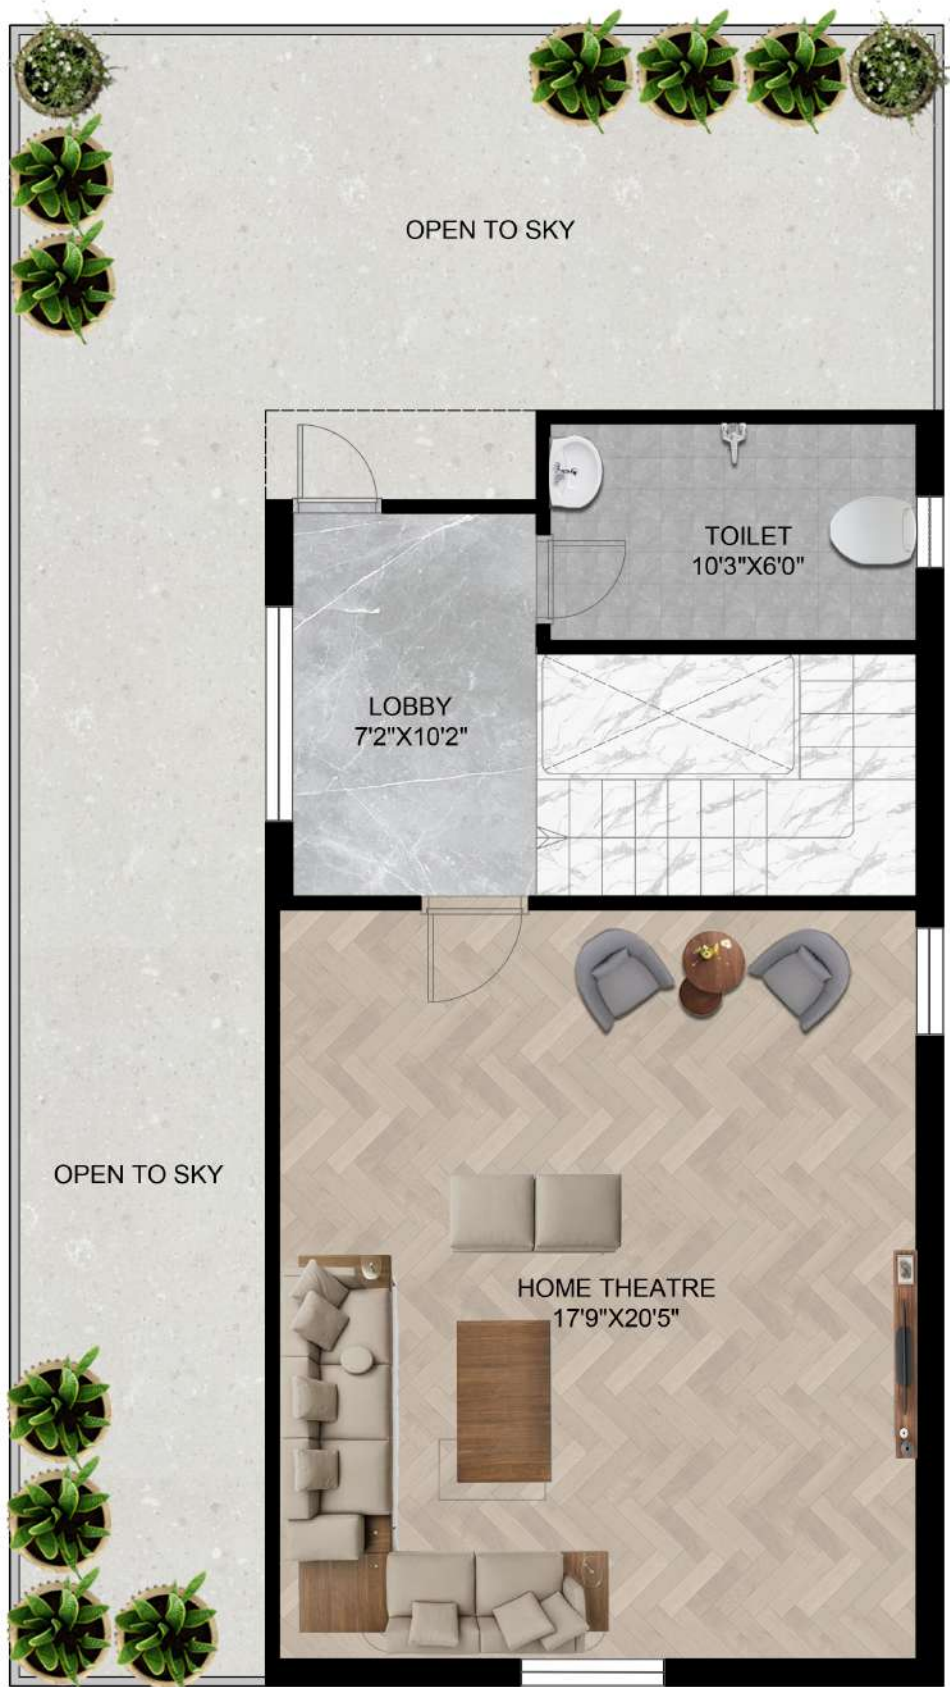 OPEN TO SKY
TOILET
10'3"X6'0"
LOBBY
7'2"X10'2"
OPEN TO SKY
HOME THEATRE
17'9"X20'5"